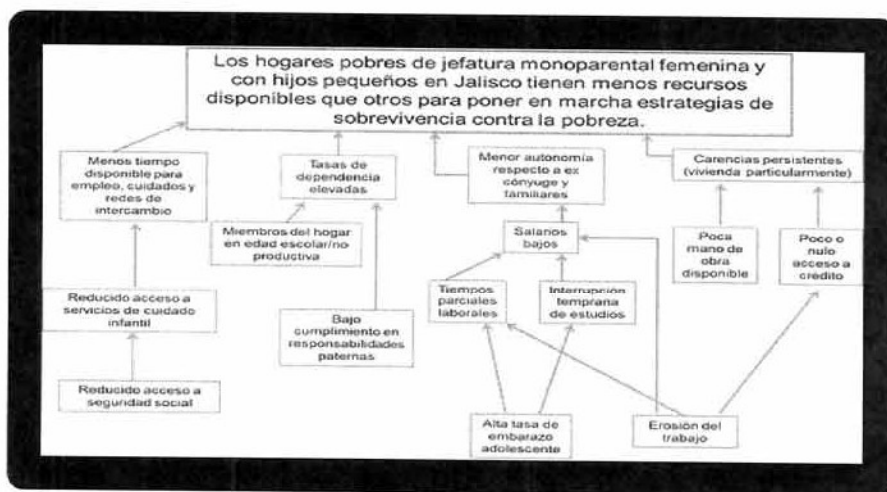 Los hogares pobres de jefatura monoparental femenina y
con hijos pequeños en Jalisco tienen menos recursos
disponibles que otros para poner en marcha estrategias de
sobrevivencia contra la pobreza.
Menos tiempo
disponible para
empleo, cuidados y
redes de
intercambio
Tasas de
dependencia
elevadas
Menor autonomía
respecto a ex
cónyuge y
familiares
Carencias persistentes
(vivienda particularmente)
Miembros del hogar
en edad escolar/no
productiva
Salarios
bajos
Poca
mano de
obra
disponible
Poco o
nulo
acceso a
crédito
Reducido acceso a
servicios de cuidado
infantil
Bajo
cumplimiento en
responsabilidades
paternas
Tiempos
parciales
laborales
Interrupción
temprana
de estudios
Reducido acceso a
seguridad social
Alta tasa de
embarazo
adolescente
Erosión del
trabajo